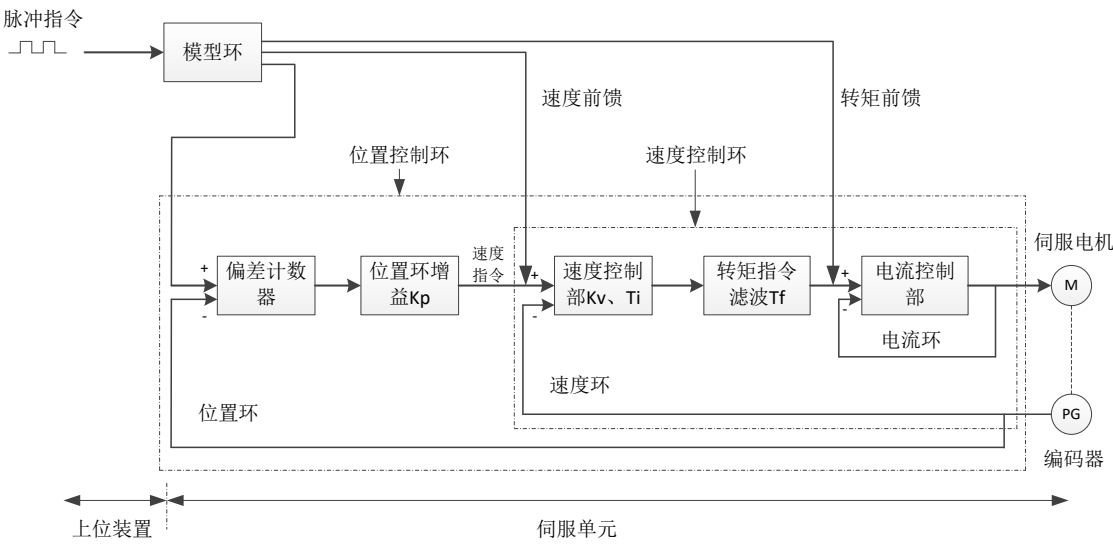 脉冲指令
模型环
速度前馈
转矩前馈
位置控制环
速度控制环
伺服电机
+
偏差计数
器
-
位置环增
益Kp
速度
指令
+
速度控制
部Kv、Ti
-
转矩指令
滤波Tf
+
电流控制
部
-
M
电流环
速度环
位置环
PG
编码器
上位装置
伺服单元